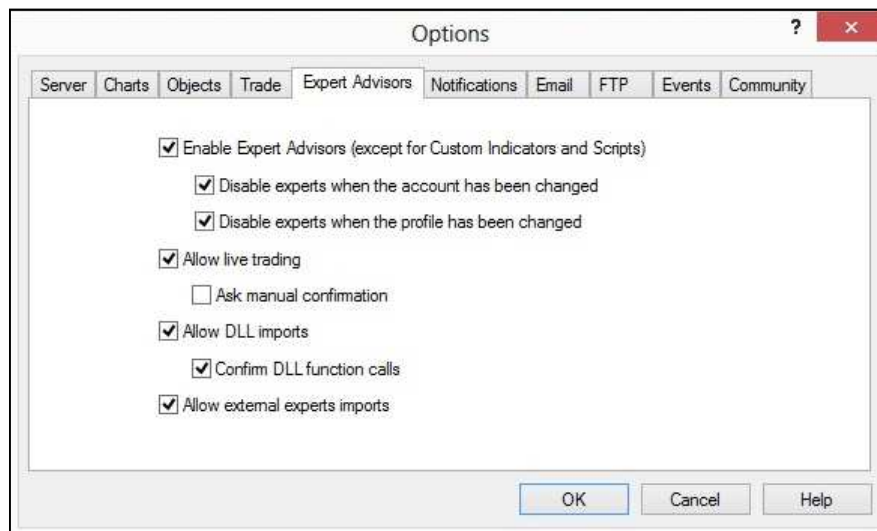 Options
?
Server Charts Objects Trade Expert Advisors Notifications Email FTP Events Community
Enable Expert Advisors (except for Custom Indicators and Scripts)
Disable experts when the account has been changed
Disable experts when the profile has been changed
Allow live trading
Ask manual confirmation
Allow DLL imports
Confirm DLL function calls
Allow external experts imports
OK Cancel Help